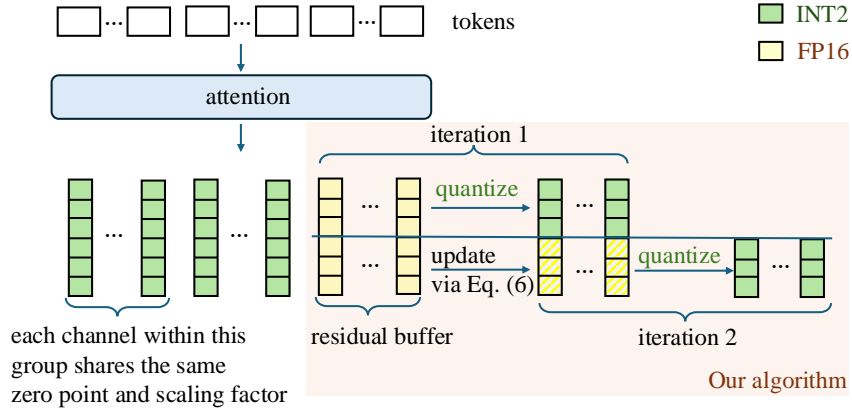 ... ... ... tokens
INT2
FP16
attention
iteration 1
... ... ... quantize ...
... update ... quantize ...
via Eq. (6)
each channel within this
group shares the same
zero point and scaling factor
residual buffer
iteration 2
Our algorithm